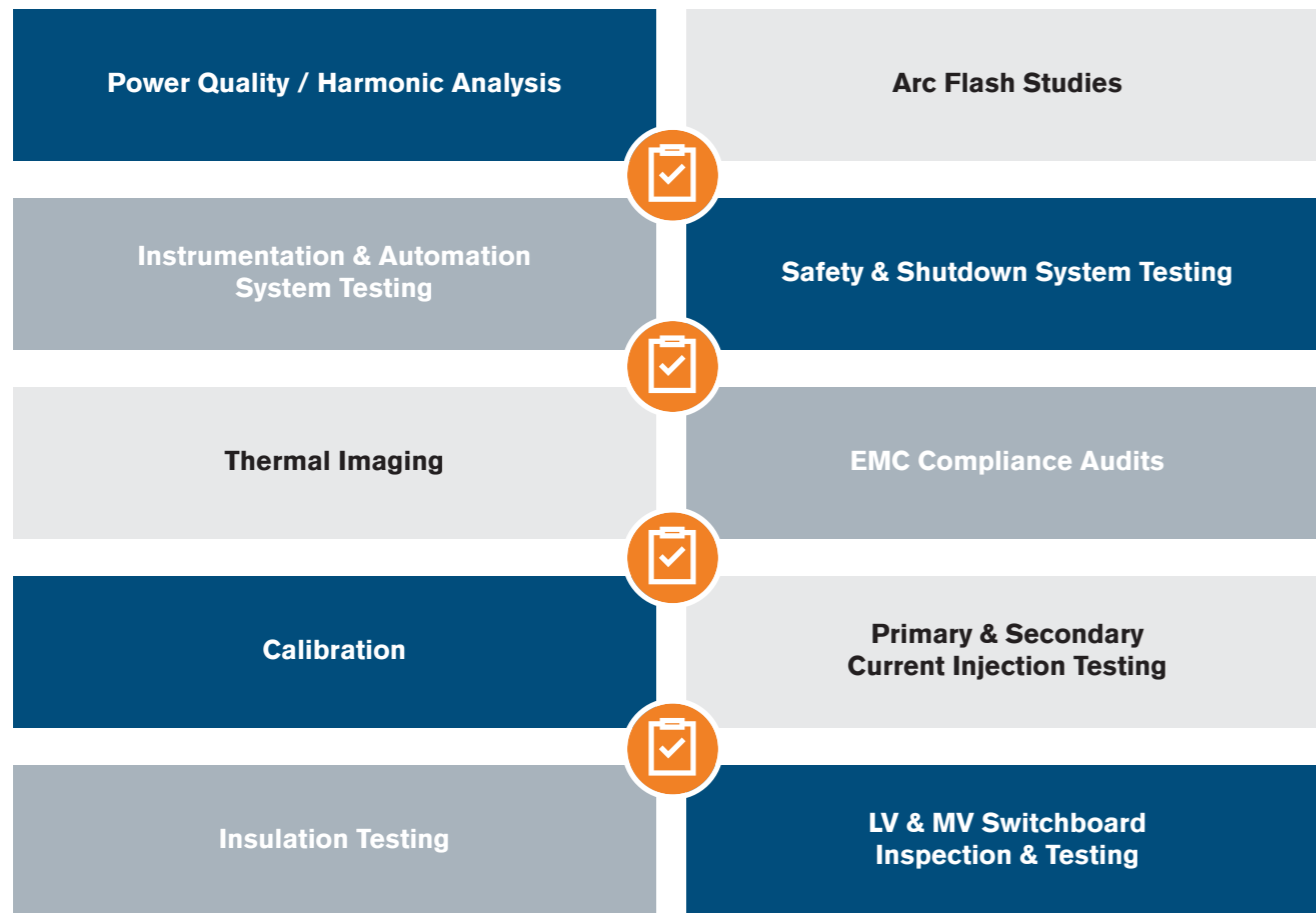 Power Quality / Harmonic Analysis
Arc Flash Studies
Instrumentation & Automation
System Testing
Safety & Shutdown System Testing
Thermal Imaging
EMC Compliance Audits
Calibration
Primary & Secondary
Current Injection Testing
Insulation Testing
LV & MV Switchboard
Inspection & Testing